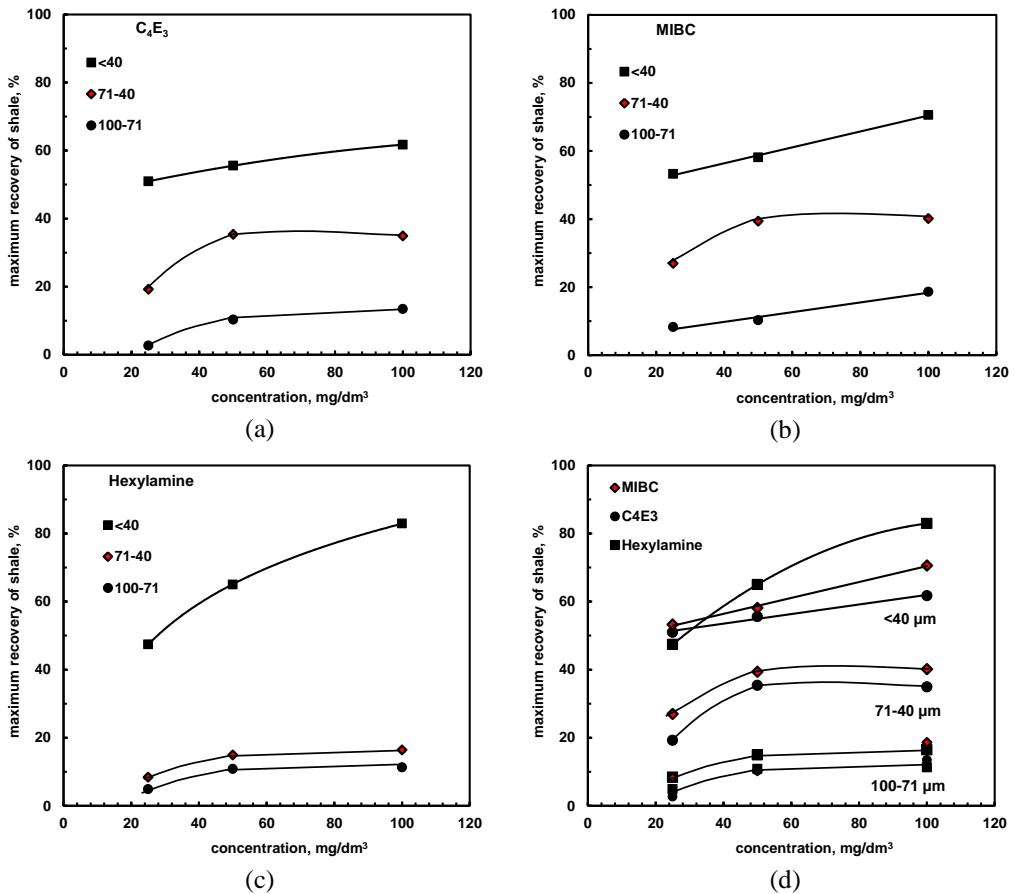 C₄E₃
<40
71-40
100-71
maximum recovery of shale, %
100
80
60
40
20
0
0 20 40 60 80 100 120
concentration, mg/dm³
(a)
MIBC
<40
71-40
100-71
maximum recovery of shale, %
100
80
60
40
20
0
0 20 40 60 80 100 120
concentration, mg/dm³
(b)
Hexylamine
<40
71-40
100-71
maximum recovery of shale, %
100
80
60
40
20
0
0 20 40 60 80 100 120
concentration, mg/dm³
(c)
MIBC
C4E3
Hexylamine
<40 µm
71-40 µm
100-71 µm
maximum recovery of shale, %
100
80
60
40
20
0
0 20 40 60 80 100 120
concentration, mg/dm³
(d)